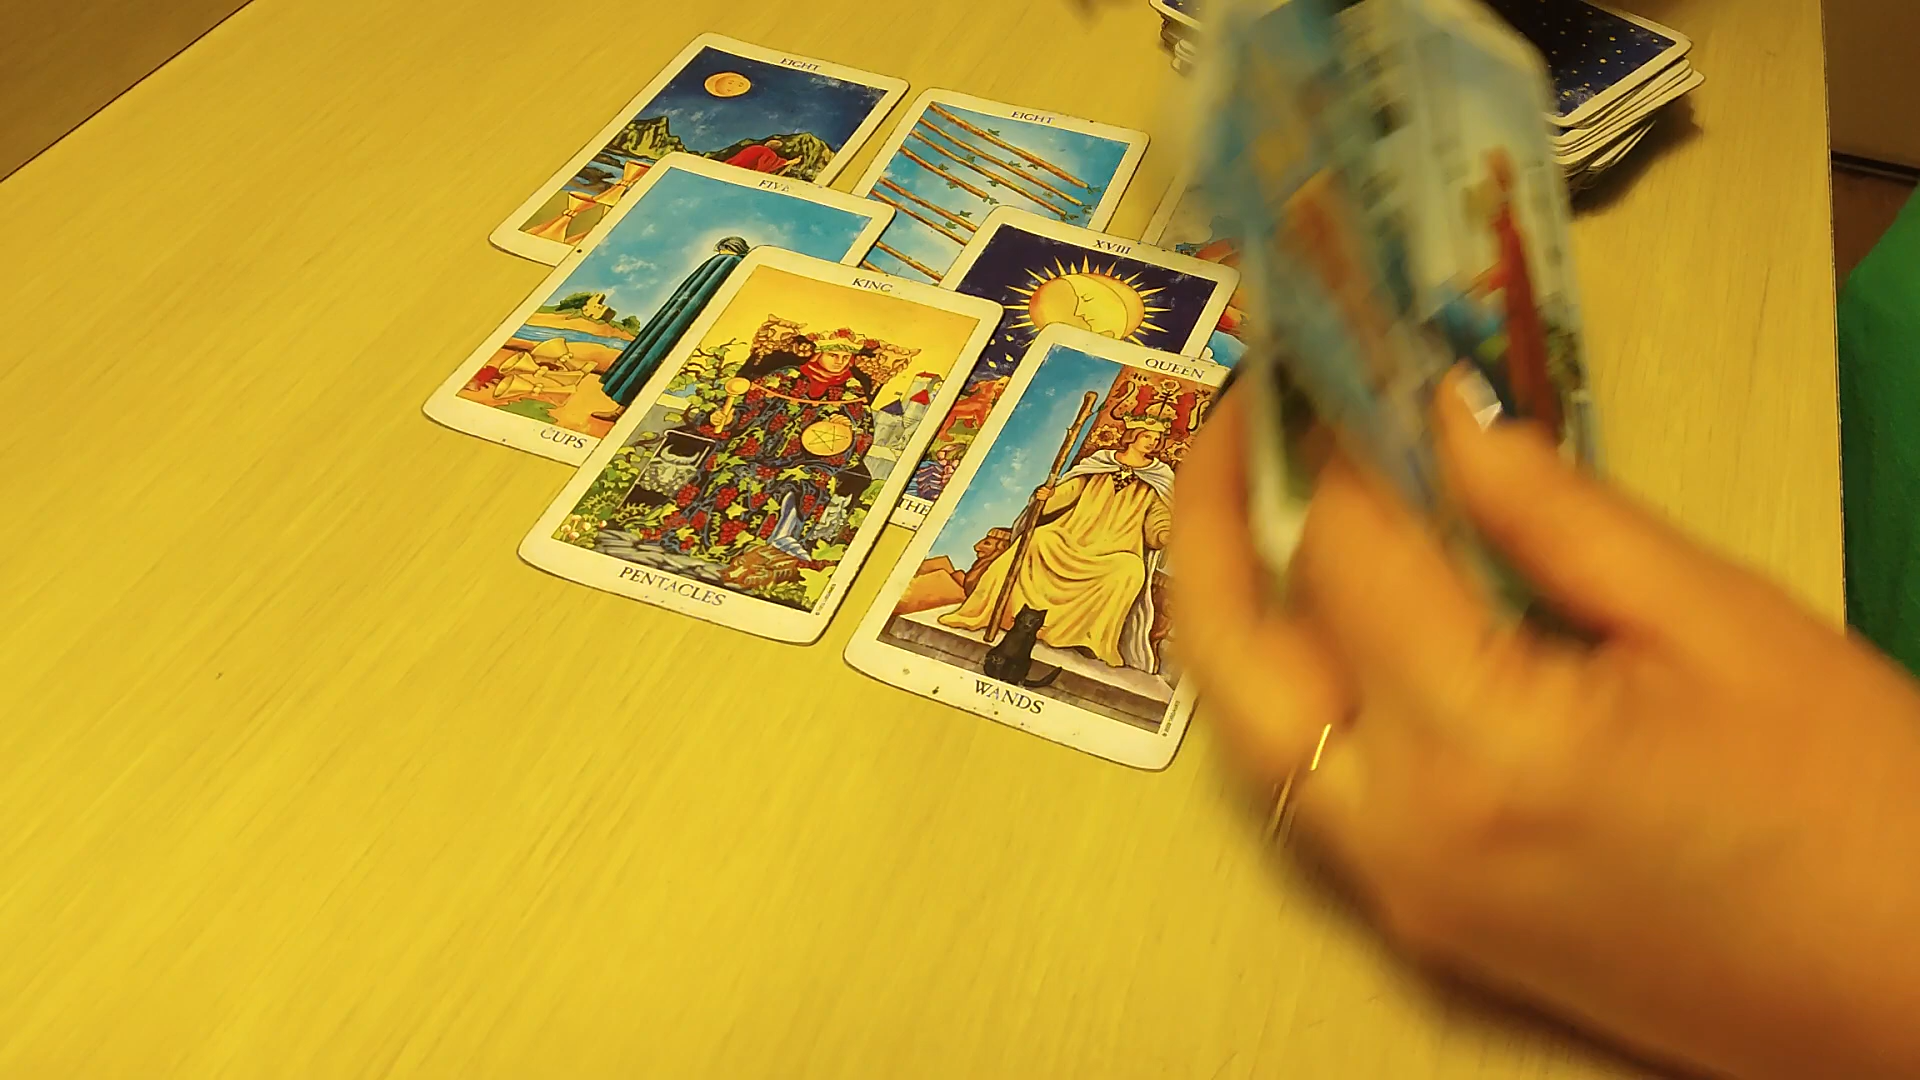 EIGHT
EIGHT
FIVE
XVIII
KING
QUEEN
CUPS
THE
PENTACLES
WANDS